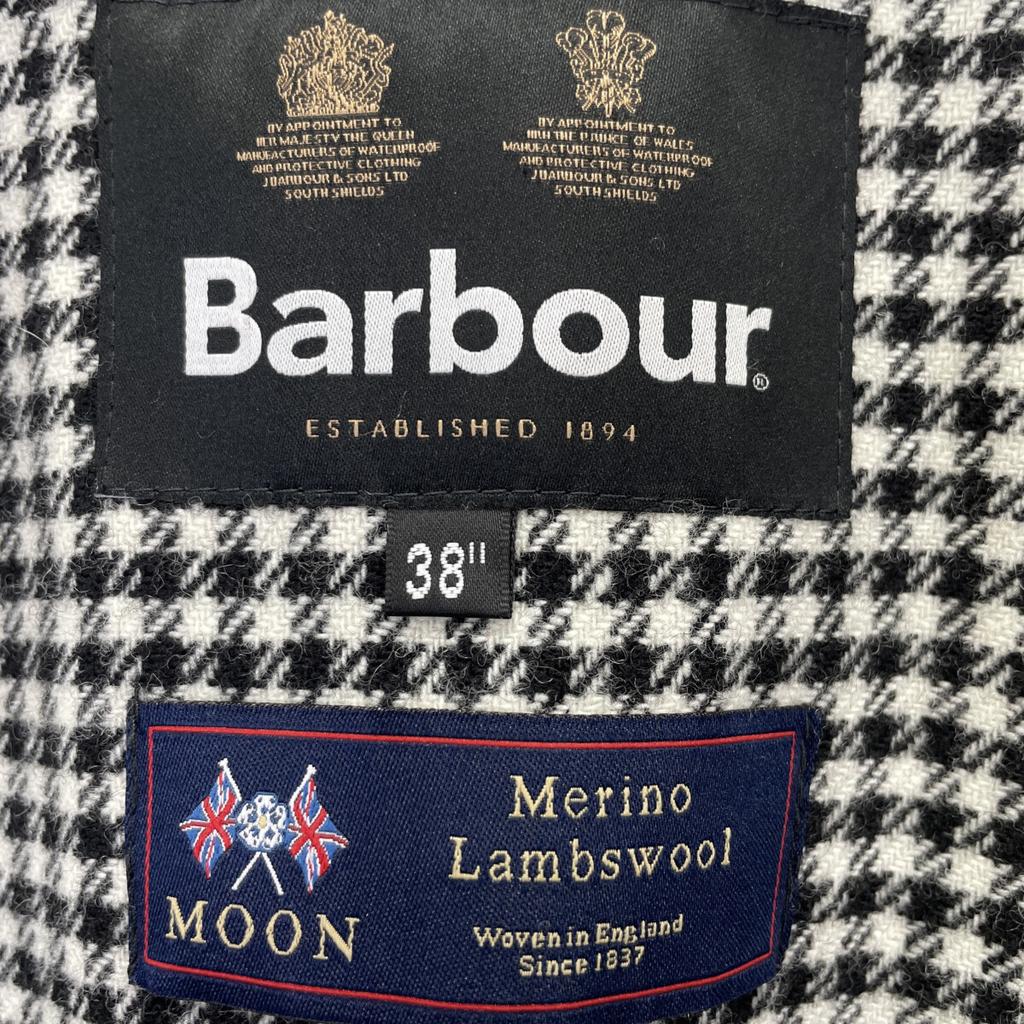 BY APPOINTMENT TO
HER MAJESTY THE QUEEN
MANUFACTURERS OF WATERPROOF
AND PROTECTIVE CLOTHING
J BARBOUR & SONS LTD
SOUTH SHIELDS
BY APPOINTMENT TO
HRH THE PRINCE OF WALES
MANUFACTURERS OF WATERPROOF
AND PROTECTIVE CLOTHING
J BARBOUR & SONS LTD
SOUTH SHIELDS
Barbour®
ESTABLISHED 1894
38"
MOON
Merino
Lambswool
Woven in England
Since 1837